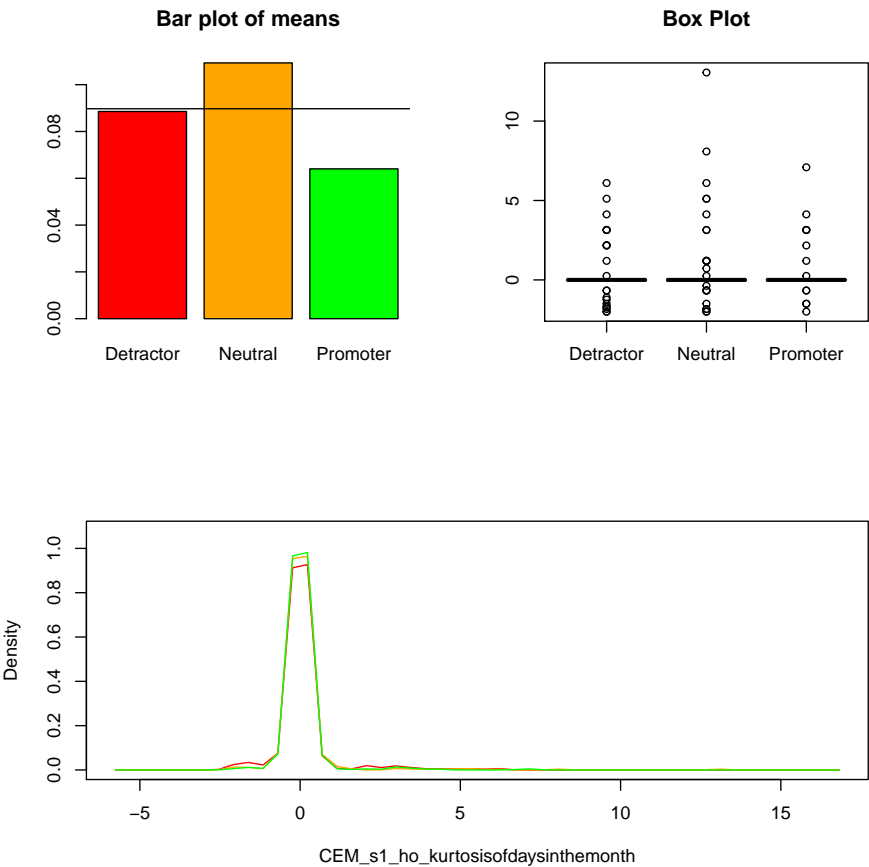 Bar plot of means
0.00
0.04
0.08
Detractor Neutral Promoter
Box Plot
0
5
10
Detractor Neutral Promoter
Density
0.0
0.2
0.4
0.6
0.8
1.0
−5 0 5 10 15
CEM_s1_ho_kurtosisofdaysinthemonth